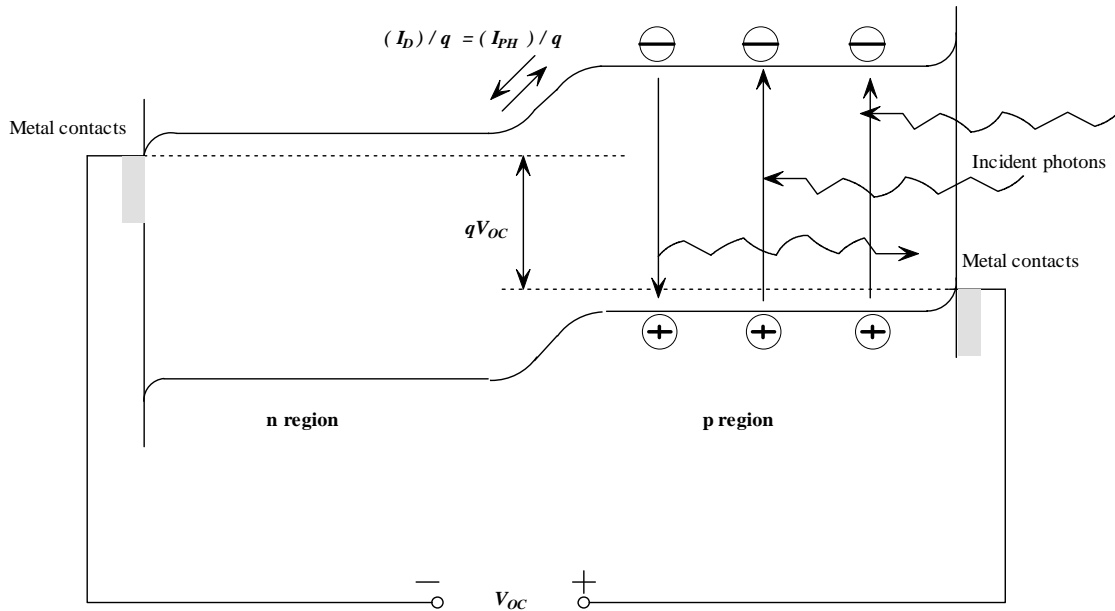 ( I_D ) / q = ( I_PH ) / q
Metal contacts
Incident photons
qV_OC
Metal contacts
n region
p region
− V_OC +